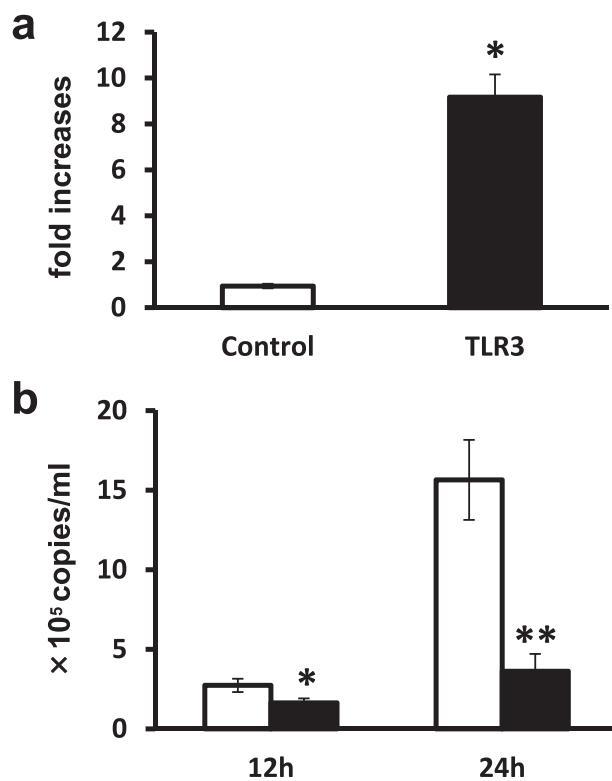 a
fold increases
12
10
8
6
4
2
0
*
Control
TLR3
b
× 10⁵ copies/ml
20
15
10
5
0
*
**
12h
24h